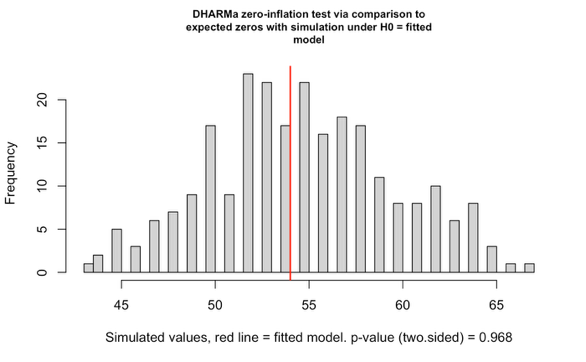 DHARMa zero-inflation test via comparison to
expected zeros with simulation under H0 = fitted
model
Frequency
20
15
10
5
0
45 50 55 60 65
Simulated values, red line = fitted model. p-value (two.sided) = 0.968